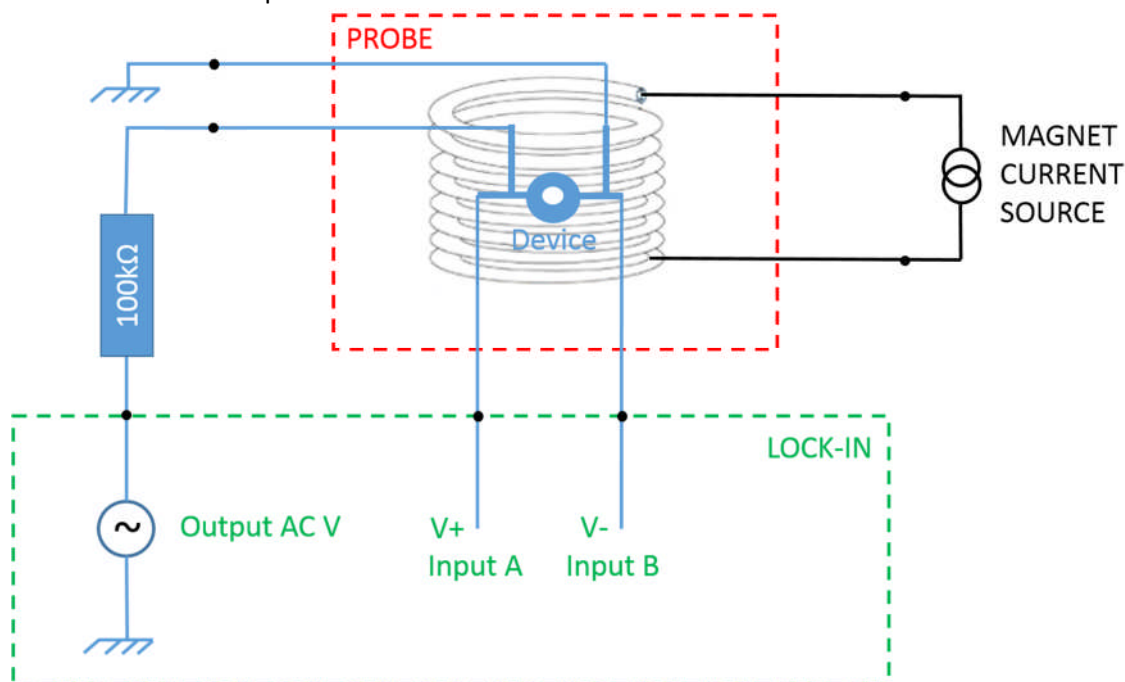 PROBE
MAGNET
CURRENT
SOURCE
Device
100kΩ
LOCK-IN
~
Output AC V
V+
Input A
V-
Input B